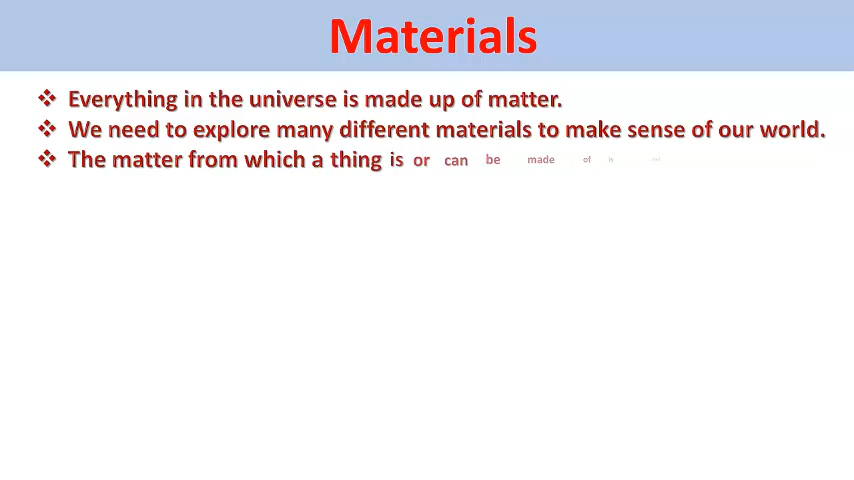 Materials
❖ Everything in the universe is made up of matter.
❖ We need to explore many different materials to make sense of our world.
❖ The matter from which a thing is or can be made of is